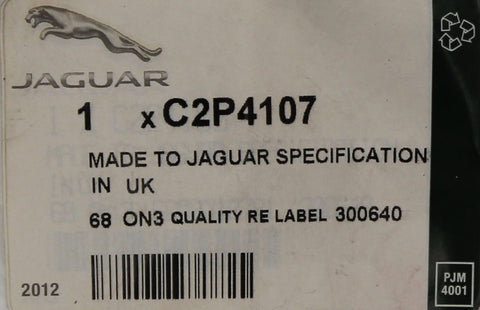 JAGUAR
1 x C2P4107
MADE TO JAGUAR SPECIFICATION
IN UK
68 ON3 QUALITY RE LABEL 300640
2012
PJM
4001